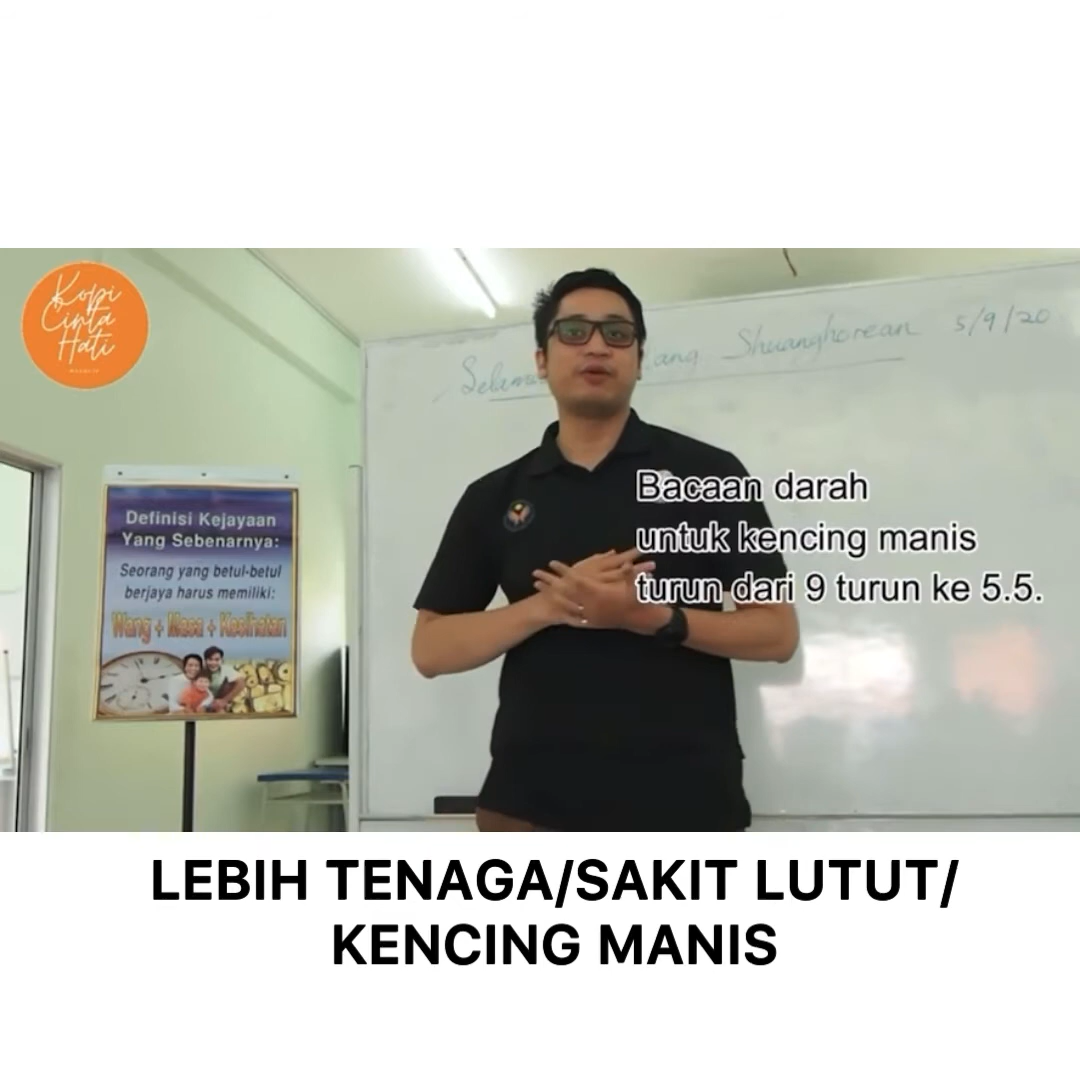 Kopi
Cinta
Hati
Shuanghorean 5/9/20
Definisi Kejayaan
Yang Sebenarnya:
Seorang yang betul-betul
berjaya harus memiliki:
Wang + Masa + Kesihatan
Bacaan darah
untuk kencing manis
turun dari 9 turun ke 5.5.
LEBIH TENAGA/SAKIT LUTUT/
KENCING MANIS